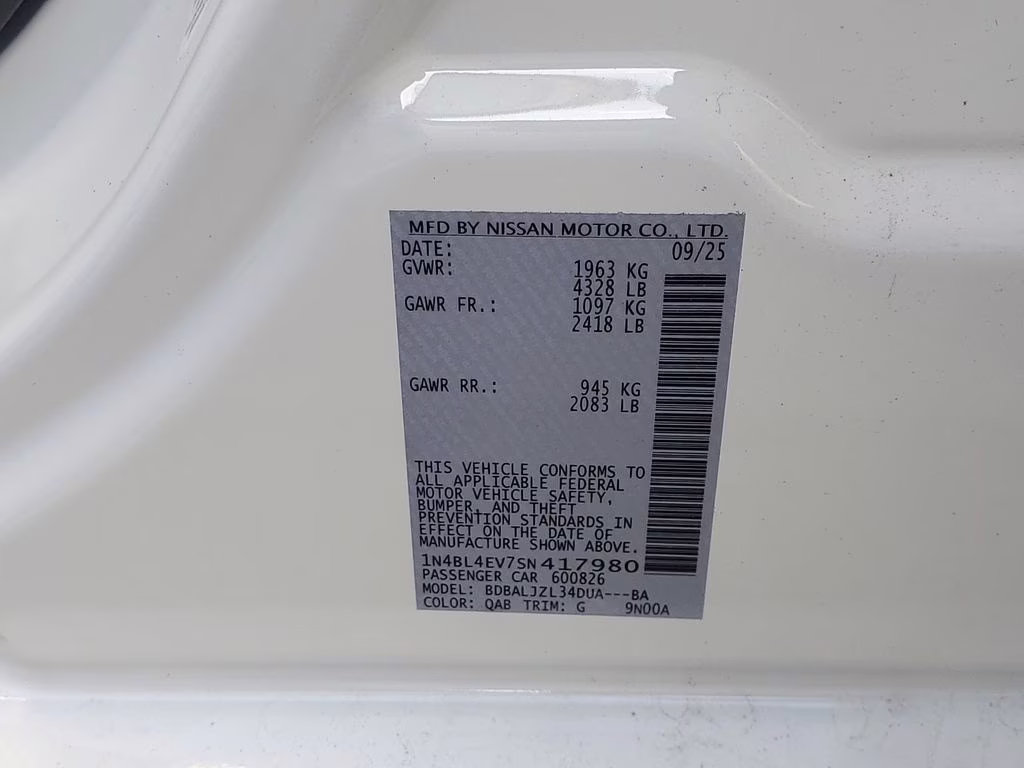 MFD BY NISSAN MOTOR CO., LTD.
DATE: 09/25
GVWR: 1963 KG
4328 LB
GAWR FR.: 1097 KG
2418 LB
GAWR RR.: 945 KG
2083 LB
THIS VEHICLE CONFORMS TO
ALL APPLICABLE FEDERAL
MOTOR VEHICLE SAFETY,
BUMPER, AND THEFT
PREVENTION STANDARDS IN
EFFECT ON THE DATE OF
MANUFACTURE SHOWN ABOVE.
1N4BL4EV7SN417980
PASSENGER CAR 600826
MODEL: BDBALJZL34DUA---BA
COLOR: QAB TRIM: G 9N00A